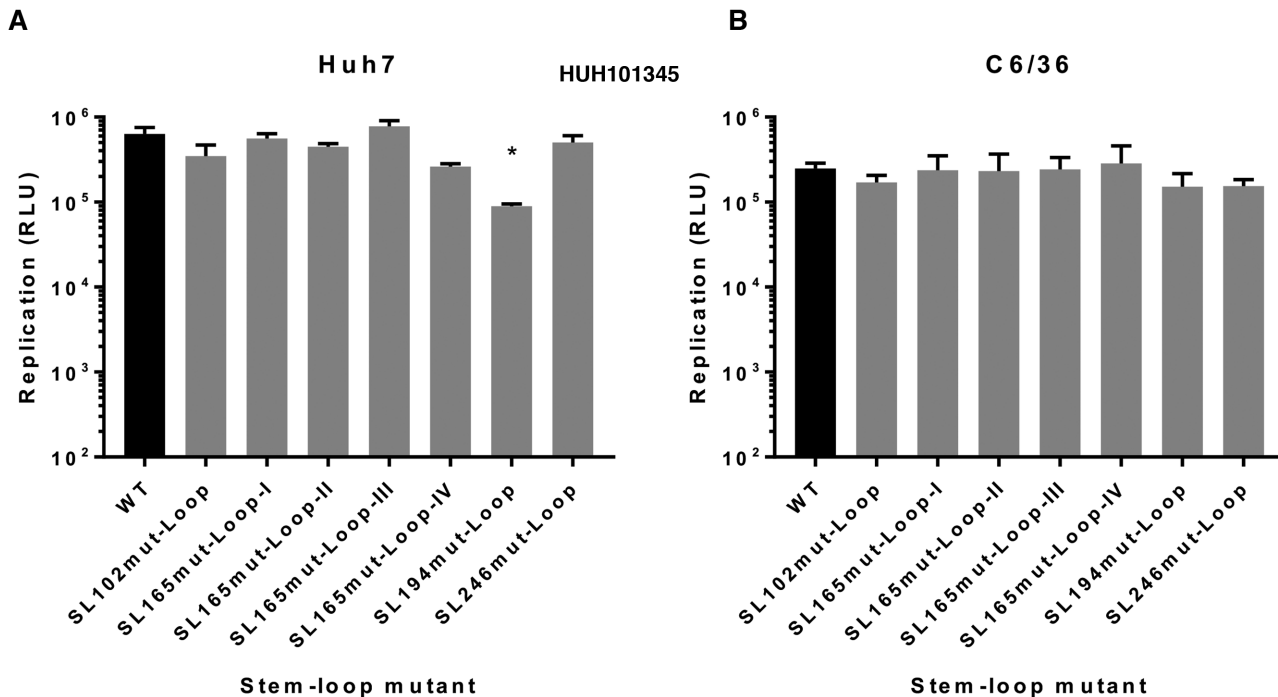 A
Huh7
HUH101345
Replication (RLU)
10^6
10^5
10^4
10^3
10^2
*
WT
SL102mut-Loop
SL165mut-Loop-I
SL165mut-Loop-II
SL165mut-Loop-III
SL165mut-Loop-IV
SL194mut-Loop
SL246mut-Loop
Stem-loop mutant
B
C6/36
Replication (RLU)
10^6
10^5
10^4
10^3
10^2
WT
SL102mut-Loop
SL165mut-Loop-I
SL165mut-Loop-II
SL165mut-Loop-III
SL165mut-Loop-IV
SL194mut-Loop
SL246mut-Loop
Stem-loop mutant